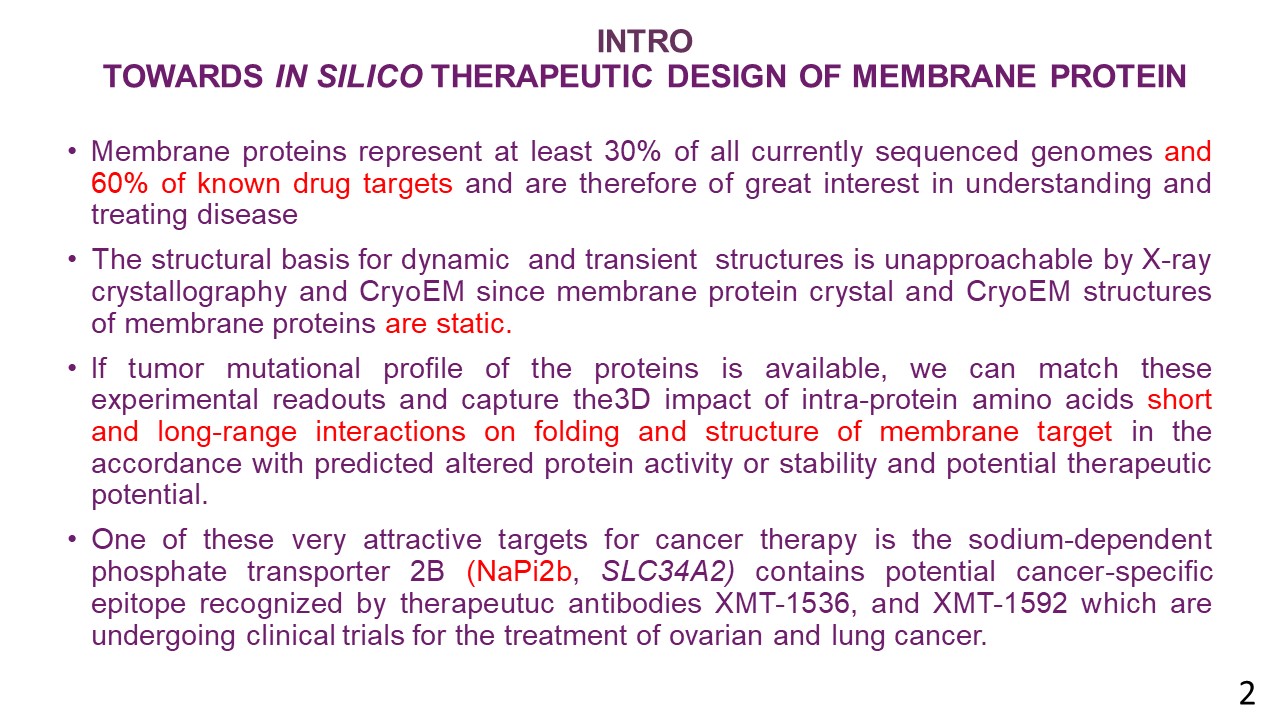 INTRO
TOWARDS IN SILICO THERAPEUTIC DESIGN OF MEMBRANE PROTEIN
• Membrane proteins represent at least 30% of all currently sequenced genomes and
60% of known drug targets and are therefore of great interest in understanding and
treating disease
• The structural basis for dynamic and transient structures is unapproachable by X-ray
crystallography and CryoEM since membrane protein crystal and CryoEM structures
of membrane proteins are static.
• If tumor mutational profile of the proteins is available, we can match these
experimental readouts and capture the3D impact of intra-protein amino acids short
and long-range interactions on folding and structure of membrane target in the
accordance with predicted altered protein activity or stability and potential therapeutic
potential.
• One of these very attractive targets for cancer therapy is the sodium-dependent
phosphate transporter 2B (NaPi2b, SLC34A2) contains potential cancer-specific
epitope recognized by therapeutuc antibodies XMT-1536, and XMT-1592 which are
undergoing clinical trials for the treatment of ovarian and lung cancer.
2